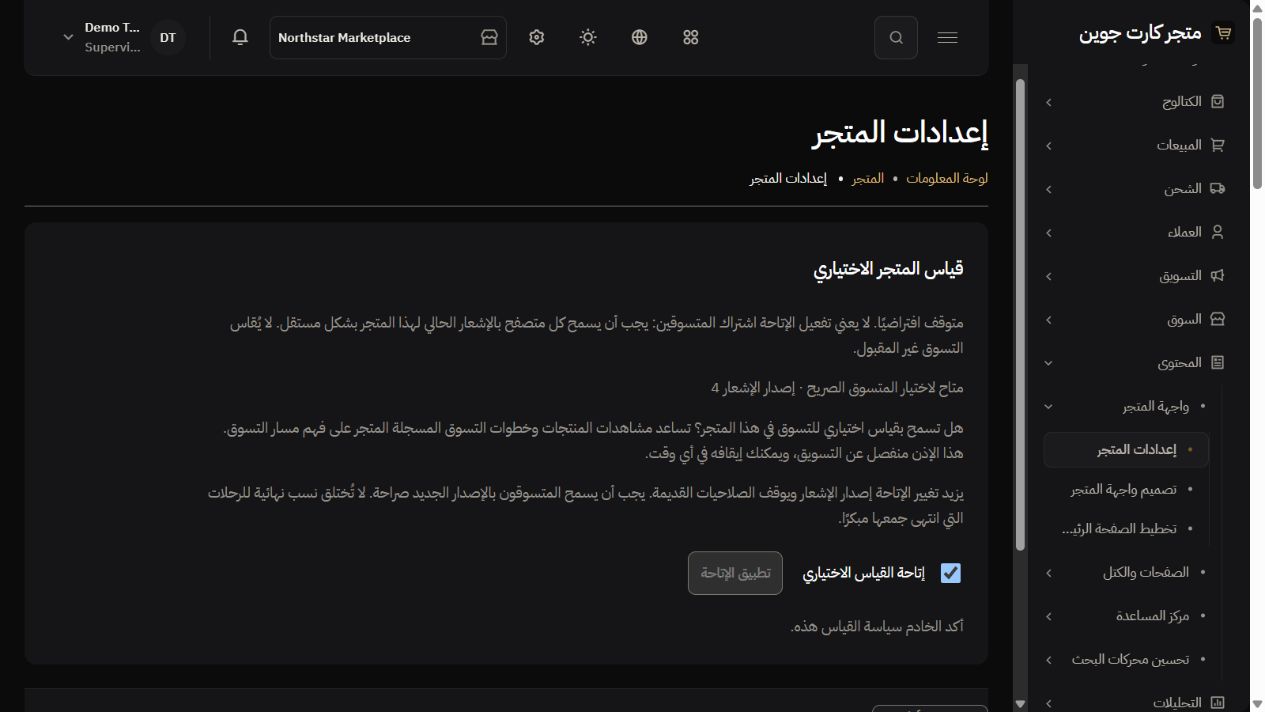 متجر كارت جوين
Northstar Marketplace
DT
Demo T...
Supervi...
الكتالوج
المبيعات
الشحن
العملاء
التسويق
السوق
المحتوى
واجهة المتجر
إعدادات المتجر
تصميم واجهة المتجر
تخطيط الصفحة الرئيـ...
الصفحات والكتل
مركز المساعدة
تحسين محركات البحث
التحليلات
إعدادات المتجر
لوحة المعلومات • المتجر • إعدادات المتجر
قياس المتجر الاختياري
متوقف افتراضيًا. لا يعني تفعيل الإتاحة اشتراك المتسوقين: يجب أن يسمح كل متصفح بالإشعار الحالي لهذا المتجر بشكل مستقل. لا يُقاس
التسوق غير المقبول.
متاح لاختيار المتسوق الصريح · إصدار الإشعار 4
هل تسمح بقياس اختياري للتسوق في هذا المتجر؟ تساعد مشاهدات المنتجات وخطوات التسوق المسجلة المتجر على فهم مسار التسوق.
هذا الإذن منفصل عن التسويق، ويمكنك إيقافه في أي وقت.
يزيد تغيير الإتاحة إصدار الإشعار ويوقف الصلاحيات القديمة. يجب أن يسمح المتسوقون بالإصدار الجديد صراحة. لا تُختلق نسب نهائية للرحلات
التي انتهى جمعها مبكرًا.
إتاحة القياس الاختياري
تطبيق الإتاحة
أكد الخادم سياسة القياس هذه.